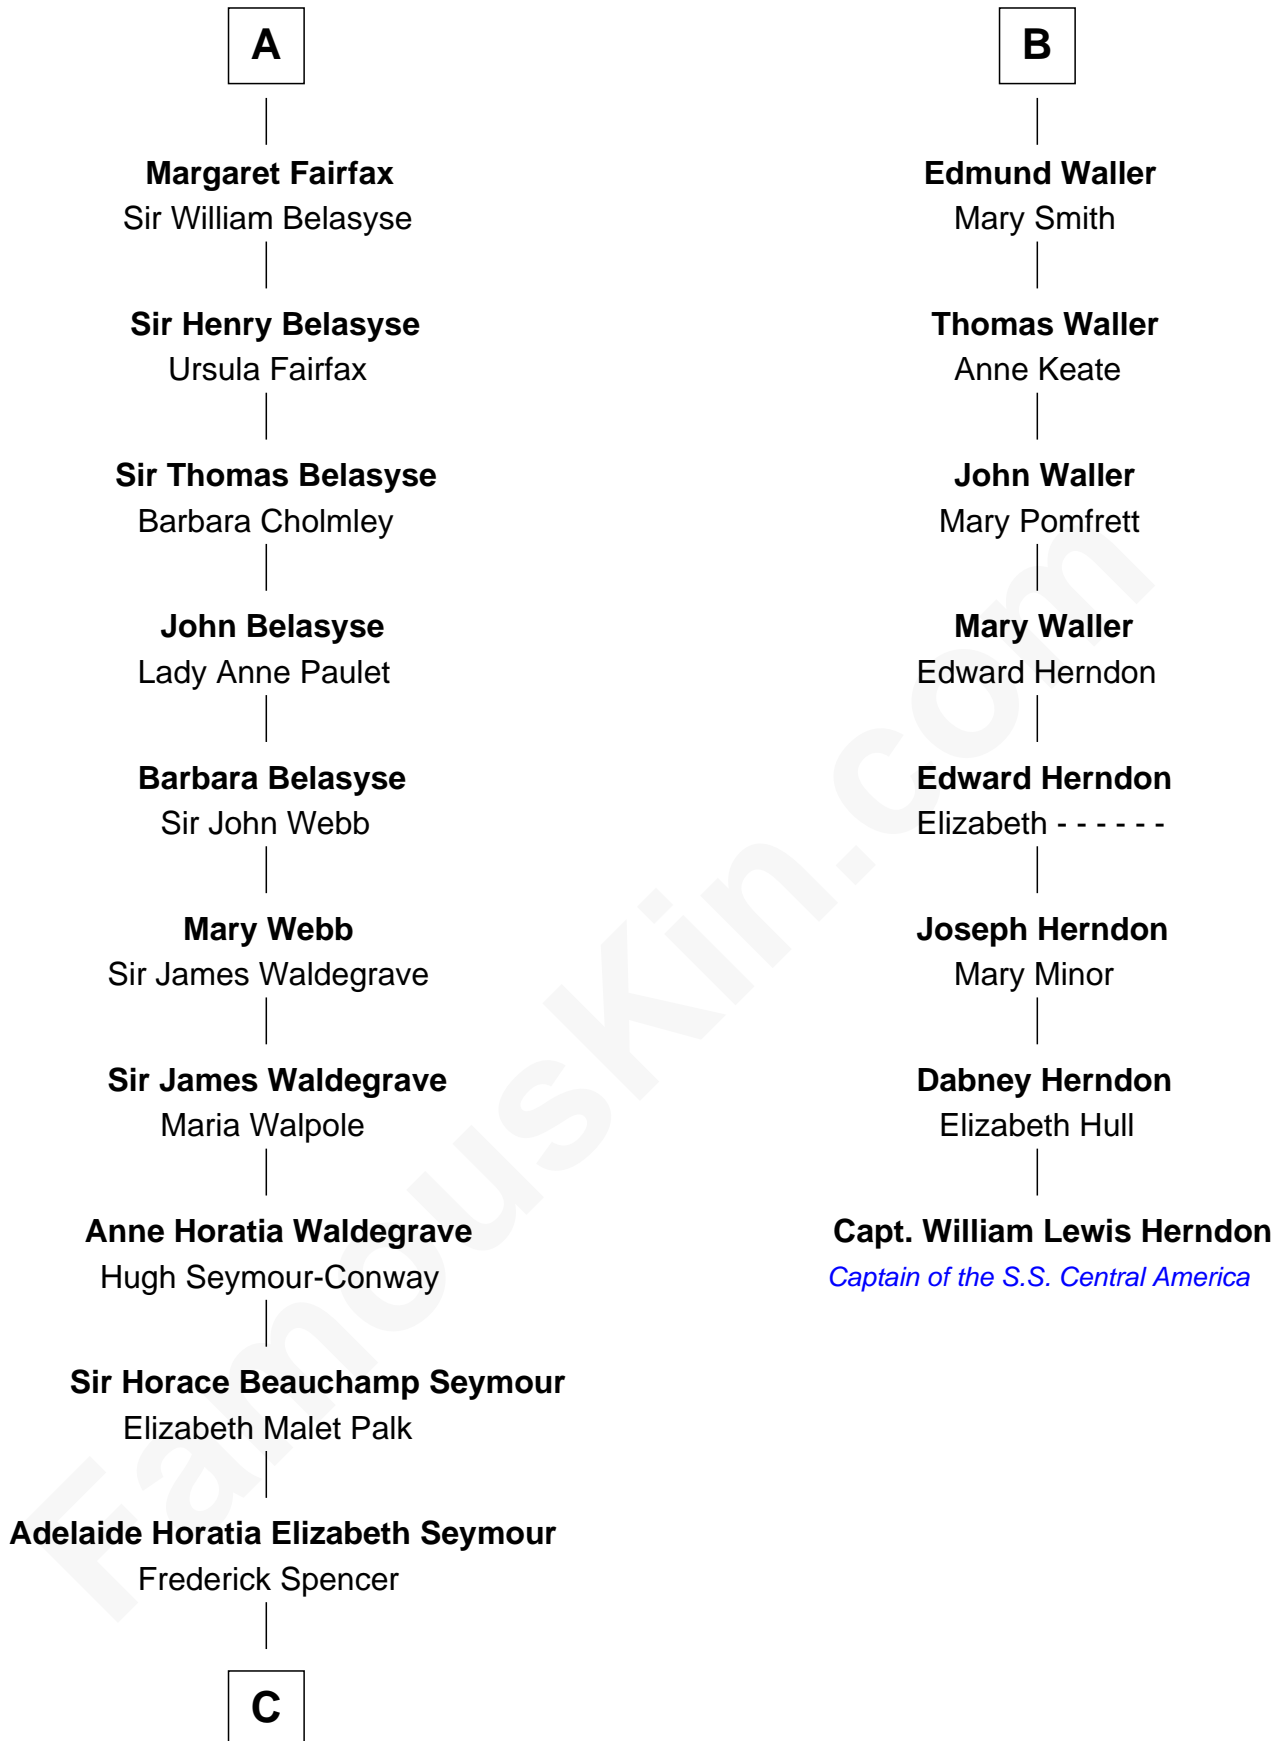 A
Margaret Fairfax
Sir William Belasyse
Sir Henry Belasyse
Ursula Fairfax
Sir Thomas Belasyse
Barbara Cholmley
John Belasyse
Lady Anne Paulet
Barbara Belasyse
Sir John Webb
Mary Webb
Sir James Waldegrave
Sir James Waldegrave
Maria Walpole
Anne Horatia Waldegrave
Hugh Seymour-Conway
Sir Horace Beauchamp Seymour
Elizabeth Malet Palk
Adelaide Horatia Elizabeth Seymour
Frederick Spencer
C
B
Edmund Waller
Mary Smith
Thomas Waller
Anne Keate
John Waller
Mary Pomfrett
Mary Waller
Edward Herndon
Edward Herndon
Elizabeth - - - - - -
Joseph Herndon
Mary Minor
Dabney Herndon
Elizabeth Hull
Capt. William Lewis Herndon
Captain of the S.S. Central America
FamousKin.com